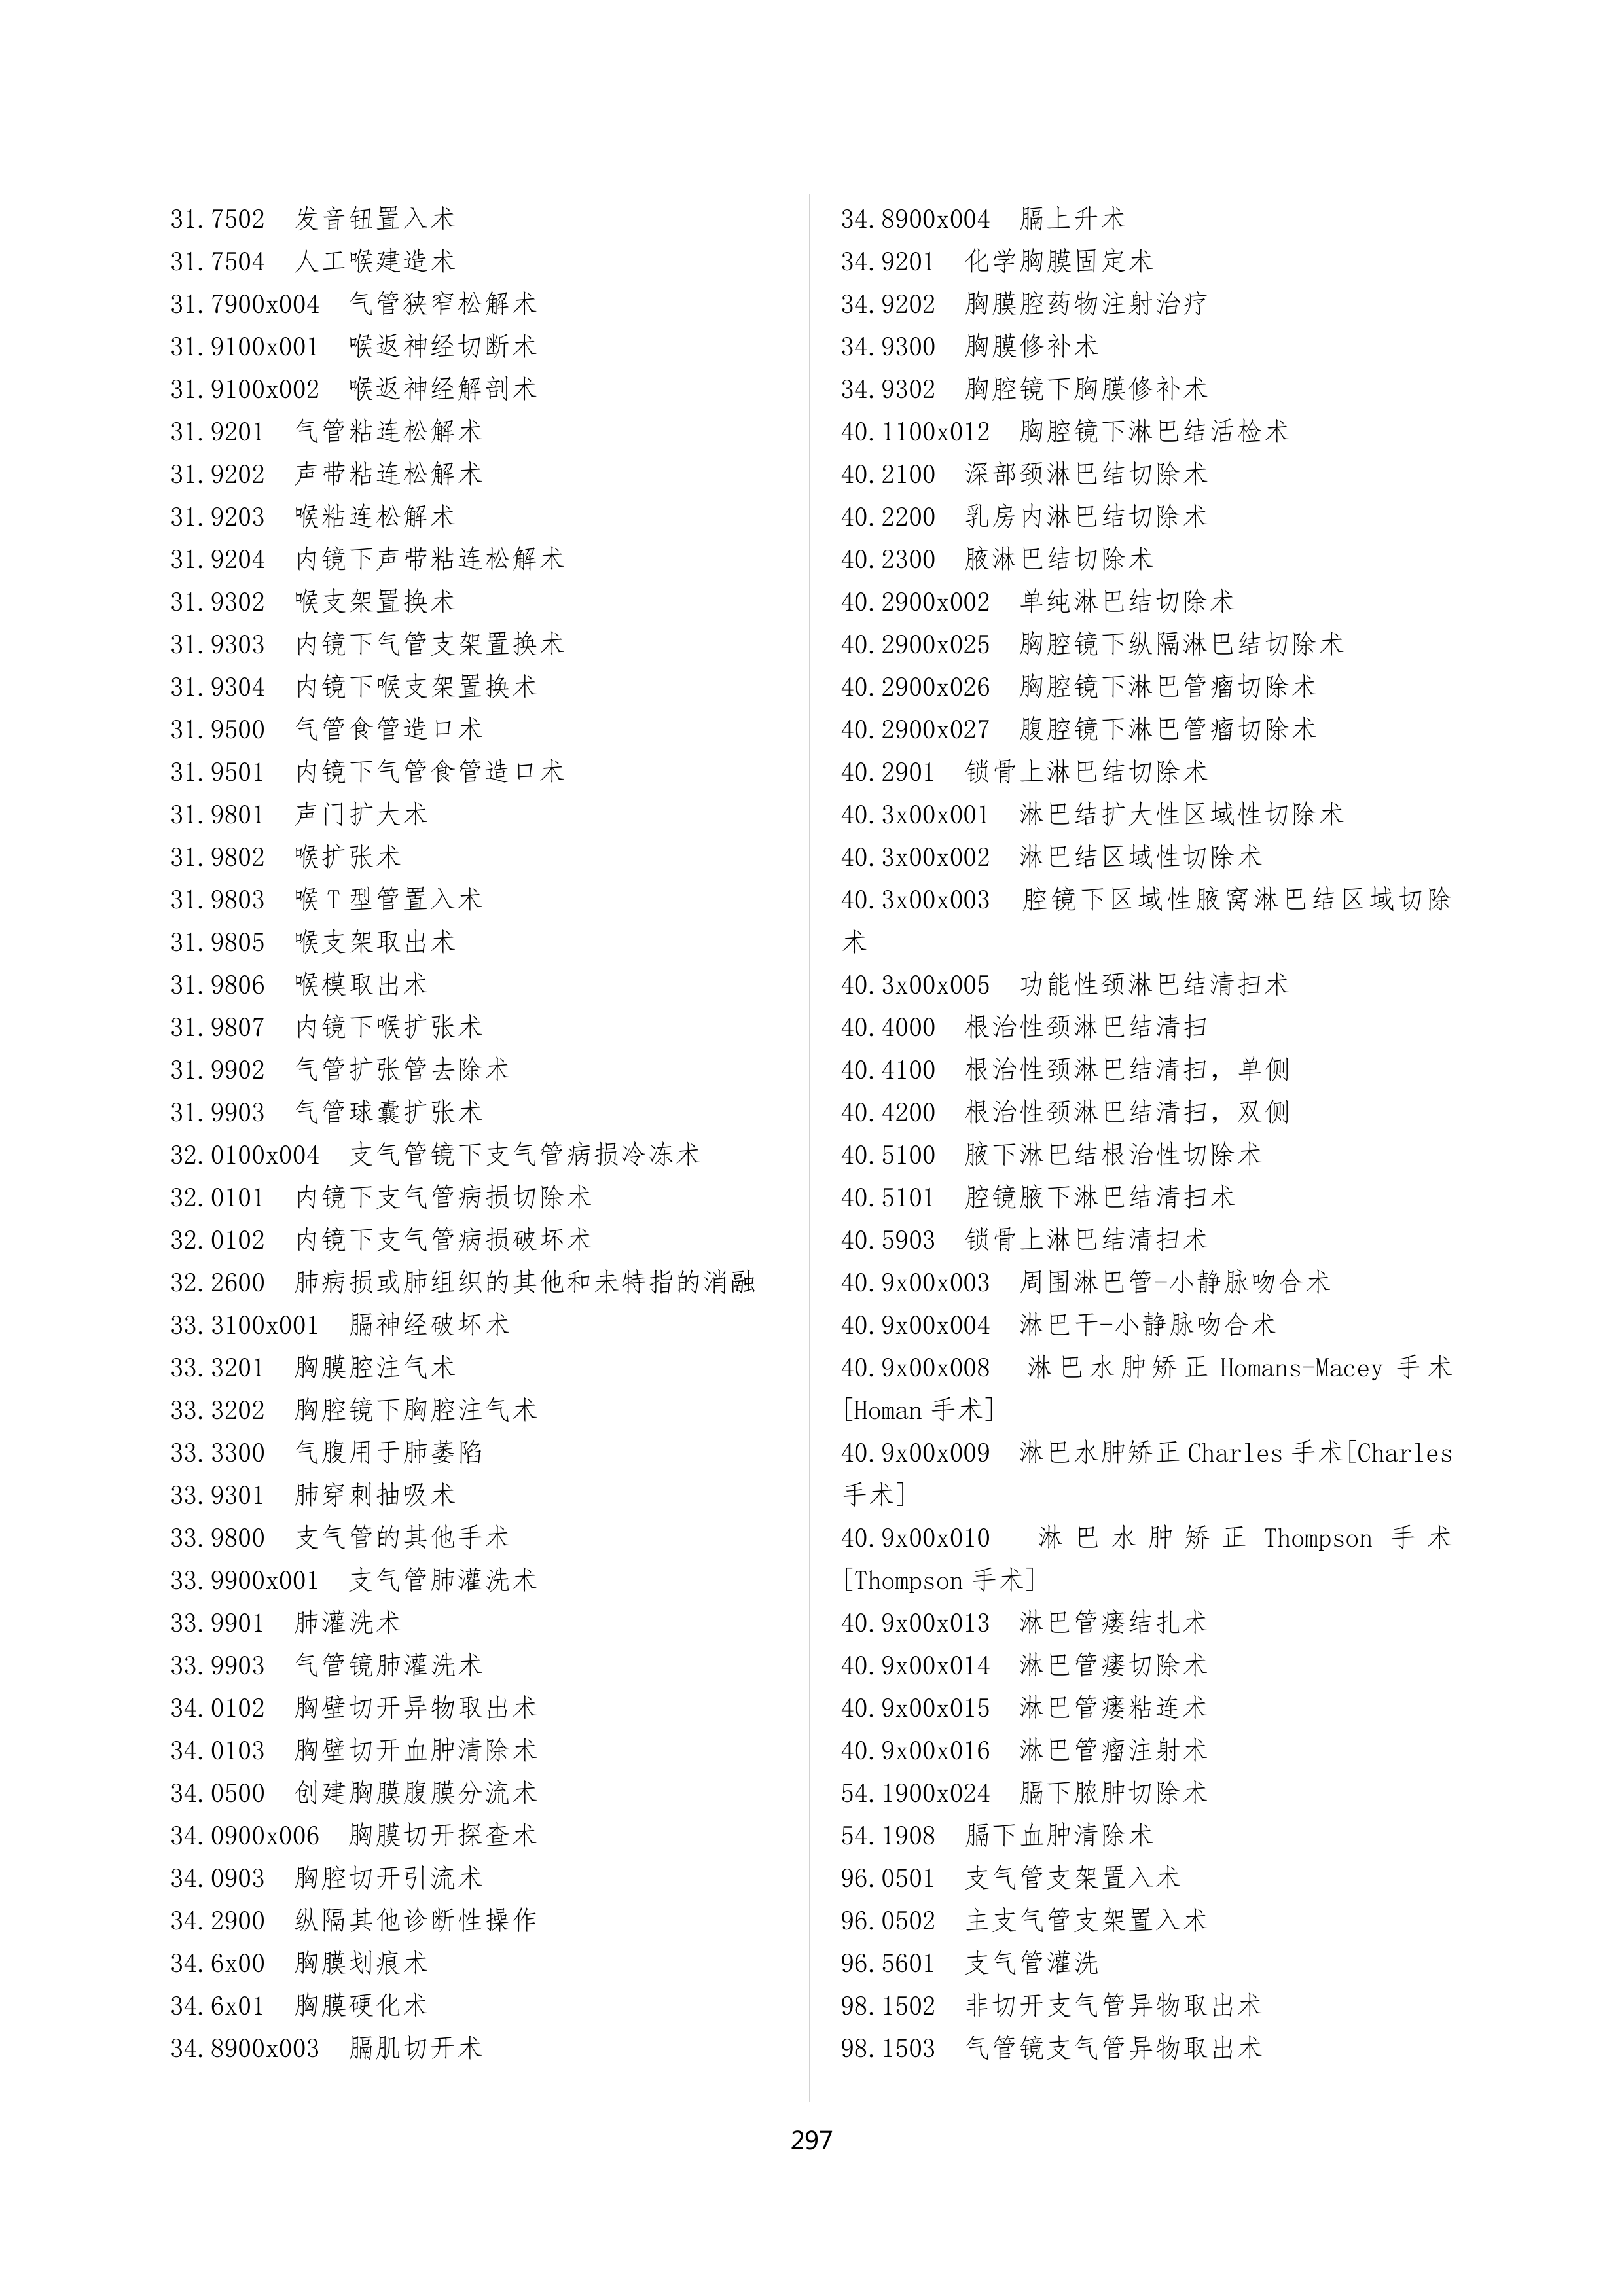 31.7502 发音钮置入术
31.7504 人工喉建造术
31.7900x004 气管狭窄松解术
31.9100x001 喉返神经切断术
31.9100x002 喉返神经解剖术
31.9201 气管粘连松解术
31.9202 声带粘连松解术
31.9203 喉粘连松解术
31.9204 内镜下声带粘连松解术
31.9302 喉支架置换术
31.9303 内镜下气管支架置换术
31.9304 内镜下喉支架置换术
31.9500 气管食管造口术
31.9501 内镜下气管食管造口术
31.9801 声门扩大术
31.9802 喉扩张术
31.9803 喉 T 型管置入术
31.9805 喉支架取出术
31.9806 喉模取出术
31.9807 内镜下喉扩张术
31.9902 气管扩张管去除术
31.9903 气管球囊扩张术
32.0100x004 支气管镜下支气管病损冷冻术
32.0101 内镜下支气管病损切除术
32.0102 内镜下支气管病损破坏术
32.2600 肺病损或肺组织的其他和未特指的消融
33.3100x001 膈神经破坏术
33.3201 胸膜腔注气术
33.3202 胸腔镜下胸腔注气术
33.3300 气腹用于肺萎陷
33.9301 肺穿刺抽吸术
33.9800 支气管的其他手术
33.9900x001 支气管肺灌洗术
33.9901 肺灌洗术
33.9903 气管镜肺灌洗术
34.0102 胸壁切开异物取出术
34.0103 胸壁切开血肿清除术
34.0500 创建胸膜腹膜分流术
34.0900x006 胸膜切开探查术
34.0903 胸腔切开引流术
34.2900 纵隔其他诊断性操作
34.6x00 胸膜划痕术
34.6x01 胸膜硬化术
34.8900x003 膈肌切开术
34.8900x004 膈上升术
34.9201 化学胸膜固定术
34.9202 胸膜腔药物注射治疗
34.9300 胸膜修补术
34.9302 胸腔镜下胸膜修补术
40.1100x012 胸腔镜下淋巴结活检术
40.2100 深部颈淋巴结切除术
40.2200 乳房内淋巴结切除术
40.2300 腋淋巴结切除术
40.2900x002 单纯淋巴结切除术
40.2900x025 胸腔镜下纵隔淋巴结切除术
40.2900x026 胸腔镜下淋巴管瘤切除术
40.2900x027 腹腔镜下淋巴管瘤切除术
40.2901 锁骨上淋巴结切除术
40.3x00x001 淋巴结扩大性区域性切除术
40.3x00x002 淋巴结区域性切除术
40.3x00x003 腔镜下区域性腋窝淋巴结区域切除
术
40.3x00x005 功能性颈淋巴结清扫术
40.4000 根治性颈淋巴结清扫
40.4100 根治性颈淋巴结清扫，单侧
40.4200 根治性颈淋巴结清扫，双侧
40.5100 腋下淋巴结根治性切除术
40.5101 腔镜腋下淋巴结清扫术
40.5903 锁骨上淋巴结清扫术
40.9x00x003 周围淋巴管-小静脉吻合术
40.9x00x004 淋巴干-小静脉吻合术
40.9x00x008 淋巴水肿矫正 Homans-Macey 手术
[Homan 手术]
40.9x00x009 淋巴水肿矫正 Charles 手术[Charles
手术]
40.9x00x010 淋巴水肿矫正 Thompson 手术
[Thompson 手术]
40.9x00x013 淋巴管瘘结扎术
40.9x00x014 淋巴管瘘切除术
40.9x00x015 淋巴管瘘粘连术
40.9x00x016 淋巴管瘤注射术
54.1900x024 膈下脓肿切除术
54.1908 膈下血肿清除术
96.0501 支气管支架置入术
96.0502 主支气管支架置入术
96.5601 支气管灌洗
98.1502 非切开支气管异物取出术
98.1503 气管镜支气管异物取出术
297